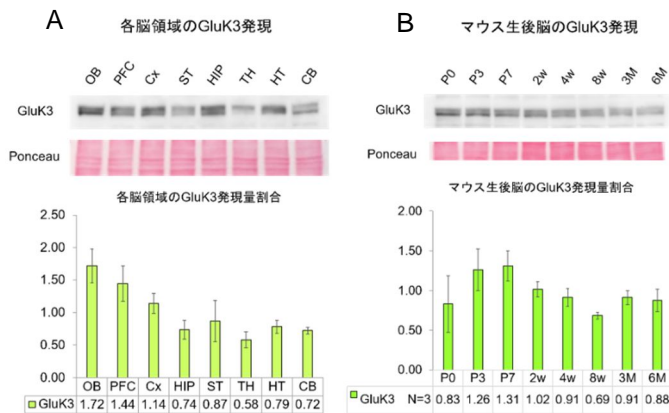 A
各脳領域のGluK3発現
OB PFC Cx ST HIP TH HT CB
GluK3
Ponceau
各脳領域のGluK3発現量割合
2.00
1.50
1.00
0.50
0.00
OB PFC Cx HIP ST TH HT CB
GluK3 1.72 1.44 1.14 0.74 0.87 0.58 0.79 0.72
B
マウス生後脳のGluK3発現
P0 P3 P7 2w 4w 8w 3M 6M
GluK3
Ponceau
マウス生後脳のGluK3発現量割合
2.00
1.50
1.00
0.50
0.00
P0 P3 P7 2w 4w 8w 3M 6M
GluK3 N=3 0.83 1.26 1.31 1.02 0.91 0.69 0.91 0.88